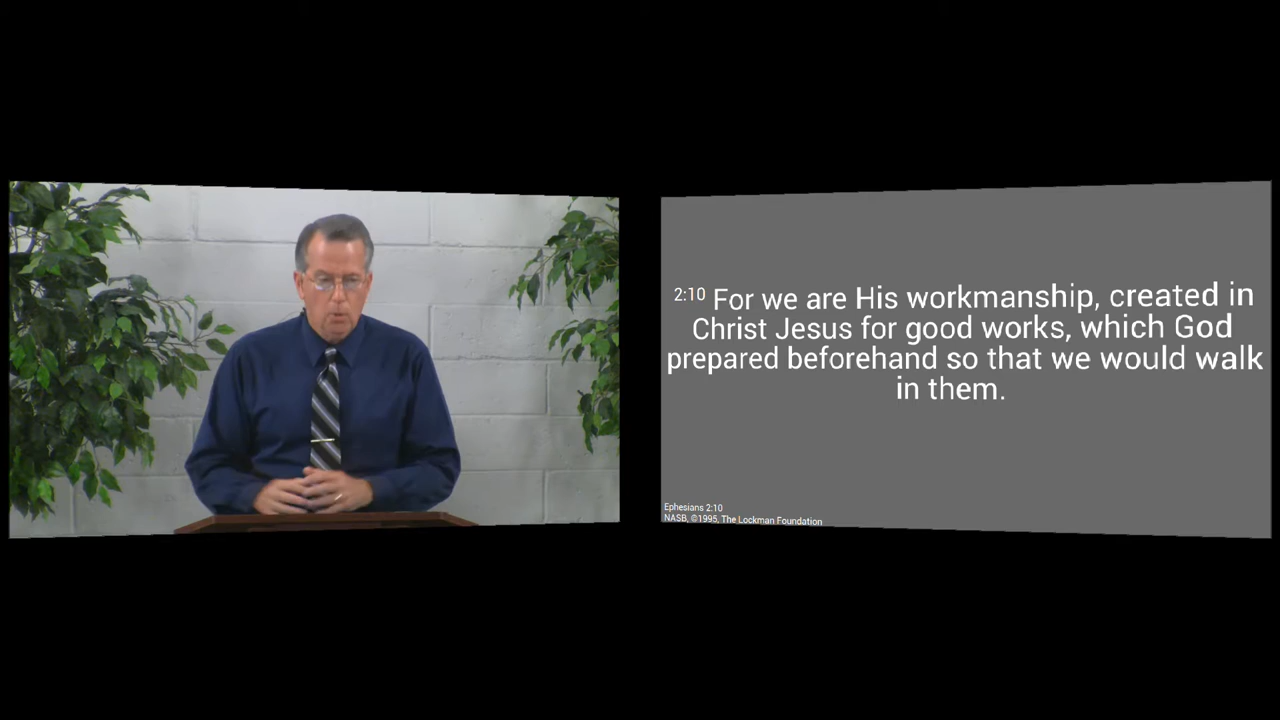 2:10 For we are His workmanship, created in
Christ Jesus for good works, which God
prepared beforehand so that we would walk
in them.
Ephesians 2:10
NASB, ©1995, The Lockman Foundation